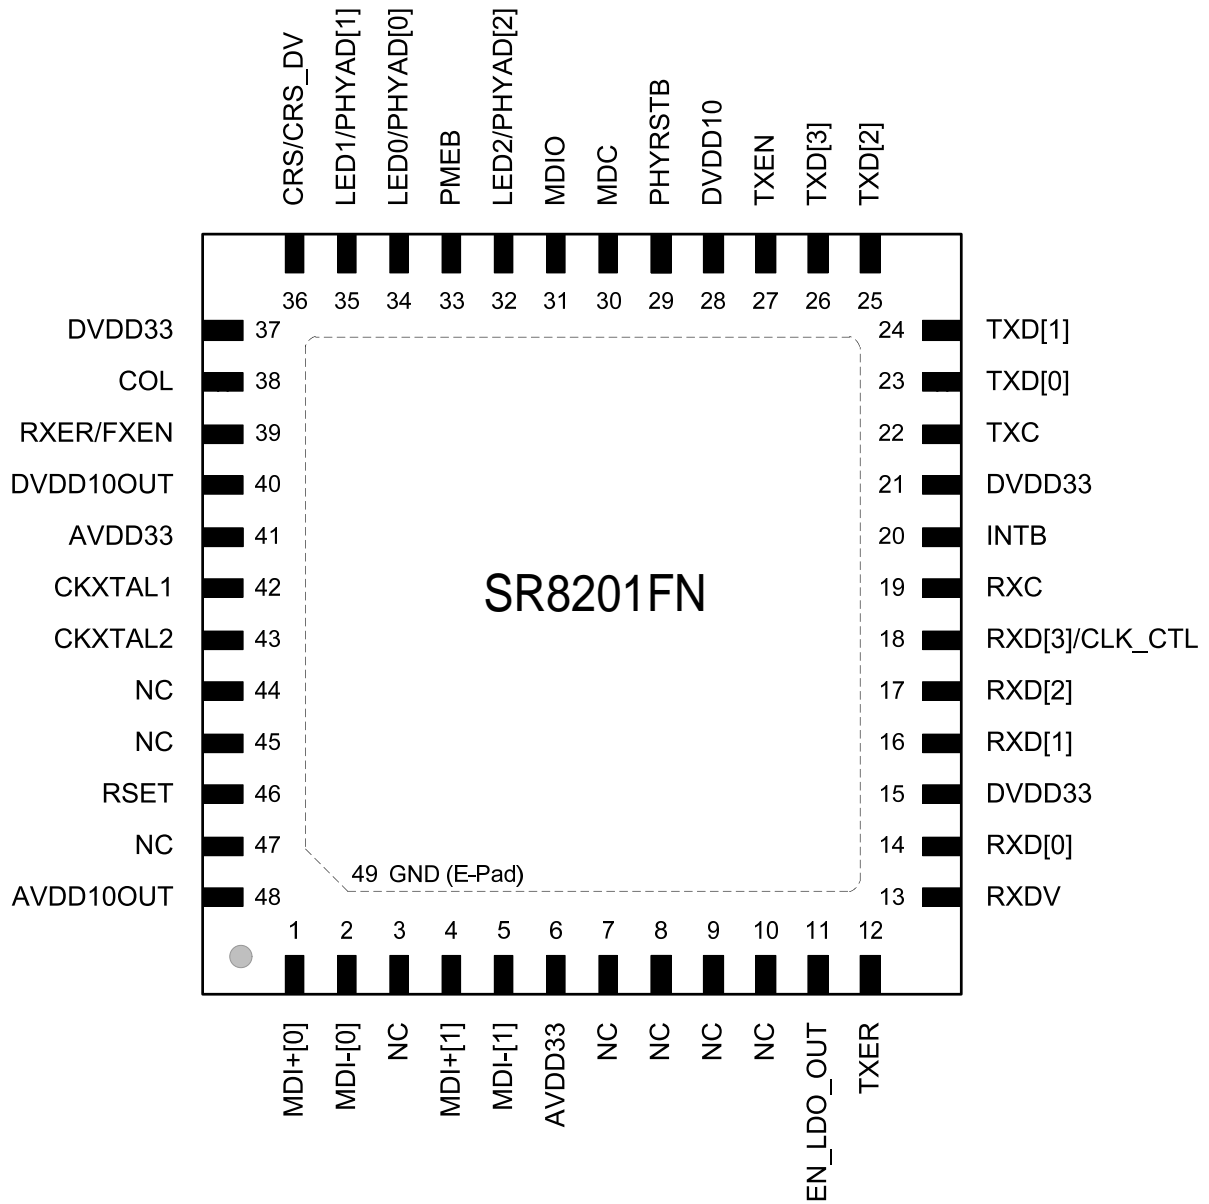 CRS/CRS_DV
LED1/PHYAD[1]
LED0/PHYAD[0]
PMEB
LED2/PHYAD[2]
MDIO
MDC
PHYRSTB
DVDD10
TXEN
TXD[3]
TXD[2]
36 35 34 33 32 31 30 29 28 27 26 25
DVDD33 37
COL 38
RXER/FXEN 39
DVDD10OUT 40
AVDD33 41
CKXTAL1 42
CKXTAL2 43
NC 44
NC 45
RSET 46
NC 47
AVDD10OUT 48
24 TXD[1]
23 TXD[0]
22 TXC
21 DVDD33
20 INTB
19 RXC
18 RXD[3]/CLK_CTL
17 RXD[2]
16 RXD[1]
15 DVDD33
14 RXD[0]
13 RXDV
SR8201FN
49 GND (E-Pad)
1 2 3 4 5 6 7 8 9 10 11 12
MDI+[0]
MDI-[0]
NC
MDI+[1]
MDI-[1]
AVDD33
NC
NC
NC
NC
EN_LDO_OUT
TXER